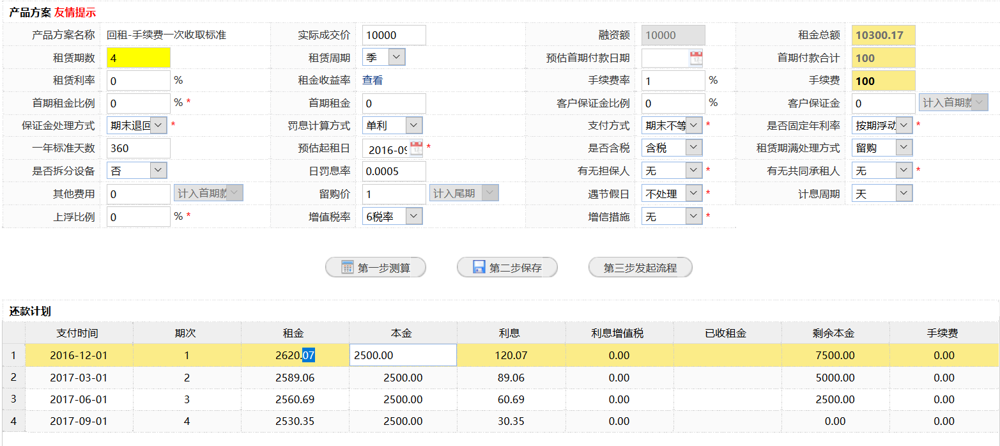 产品方案 友情提示
产品方案名称 回租-手续费一次收取标准 实际成交价 10000 融资额 10000 租金总额 10300.17
租赁期数 4 租赁周期 季 预估首期付款日期 首期付款合计 100
租赁利率 0 % 租金收益率 查看 手续费率 1 % 手续费 100
首期租金比例 0 % * 首期租金 0 客户保证金比例 0 % 客户保证金 0 计入首期款
保证金处理方式 期末退回 * 罚息计算方式 单利 支付方式 期末不等 * 是否固定年利率 按期浮动 *
一年标准天数 360 预估起租日 2016-09 * 是否含税 含税 租赁期满处理方式 留购
是否拆分设备 否 日罚息率 0.0005 有无担保人 无 * 有无共同承租人 无 *
其他费用 0 计入首期款 留购价 1 计入尾期 遇节假日 不处理 * 计息周期 天
上浮比例 0 % * 增值税率 6税率 增信措施 无 *
第一步测算 第二步保存 第三步发起流程
还款计划
支付时间 期次 租金 本金 利息 利息增值税 已收租金 剩余本金 手续费
1 2016-12-01 1 2620.07 2500.00 120.07 0.00 7500.00 0.00
2 2017-03-01 2 2589.06 2500.00 89.06 0.00 5000.00 0.00
3 2017-06-01 3 2560.69 2500.00 60.69 0.00 2500.00 0.00
4 2017-09-01 4 2530.35 2500.00 30.35 0.00 0.00 0.00